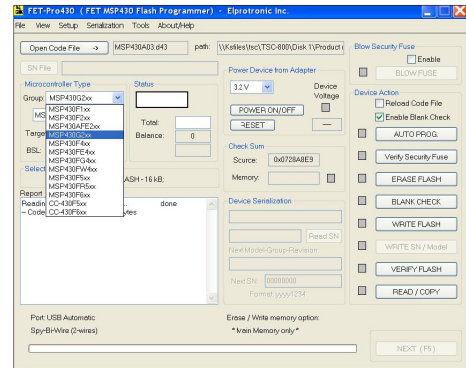 FET-Pro430 ( FET MSP430 Flash Programmer) - Elprotronic Inc.
File View Setup Serialization Tools About/Help
Open Code File -> MSP430A03.d43 path: \\Ksfiles\tsc\TSC-800\Disk 1\Product
SN File
Microcontroller Type
Group: MSP430G2xx
MSP430F1xx
MSP430F2xx
MSP430AFE2xx
MSP430G2xx
MSP430F4xx
MSP430FE4xx
MSP430FG4xx
MSP430FW4xx
MSP430F5xx
MSP430FR5xx
MSP430F6xx
CC-430F5xx
CC-430F6xx
MS
Targe
BSL:
Status
Total:
Balance: 0
Select
ASH - 16 kB;
Report
Readin done
- Code ytes
Power Device from Adapter
3.2 V
Device
Voltage
POWER ON/OFF
RESET
Check Sum
Source: 0x0728A8E9
Memory:
Device Serialization
Read SN
Next Model-Group-Revision
Next SN: 00000000
Format: yyyy1234
Blow Security Fuse
Enable
BLOW FUSE
Device Action
Reload Code File
Enable Blank Check
AUTO PROG.
Verify Security Fuse
ERASE FLASH
BLANK CHECK
WRITE FLASH
WRITE SN / Model
VERIFY FLASH
READ / COPY
Port: USB Automatic
Spy-Bi-Wire (2-wires)
Erase / Write memory option:
* Main Memory only *
NEXT ( F5 )